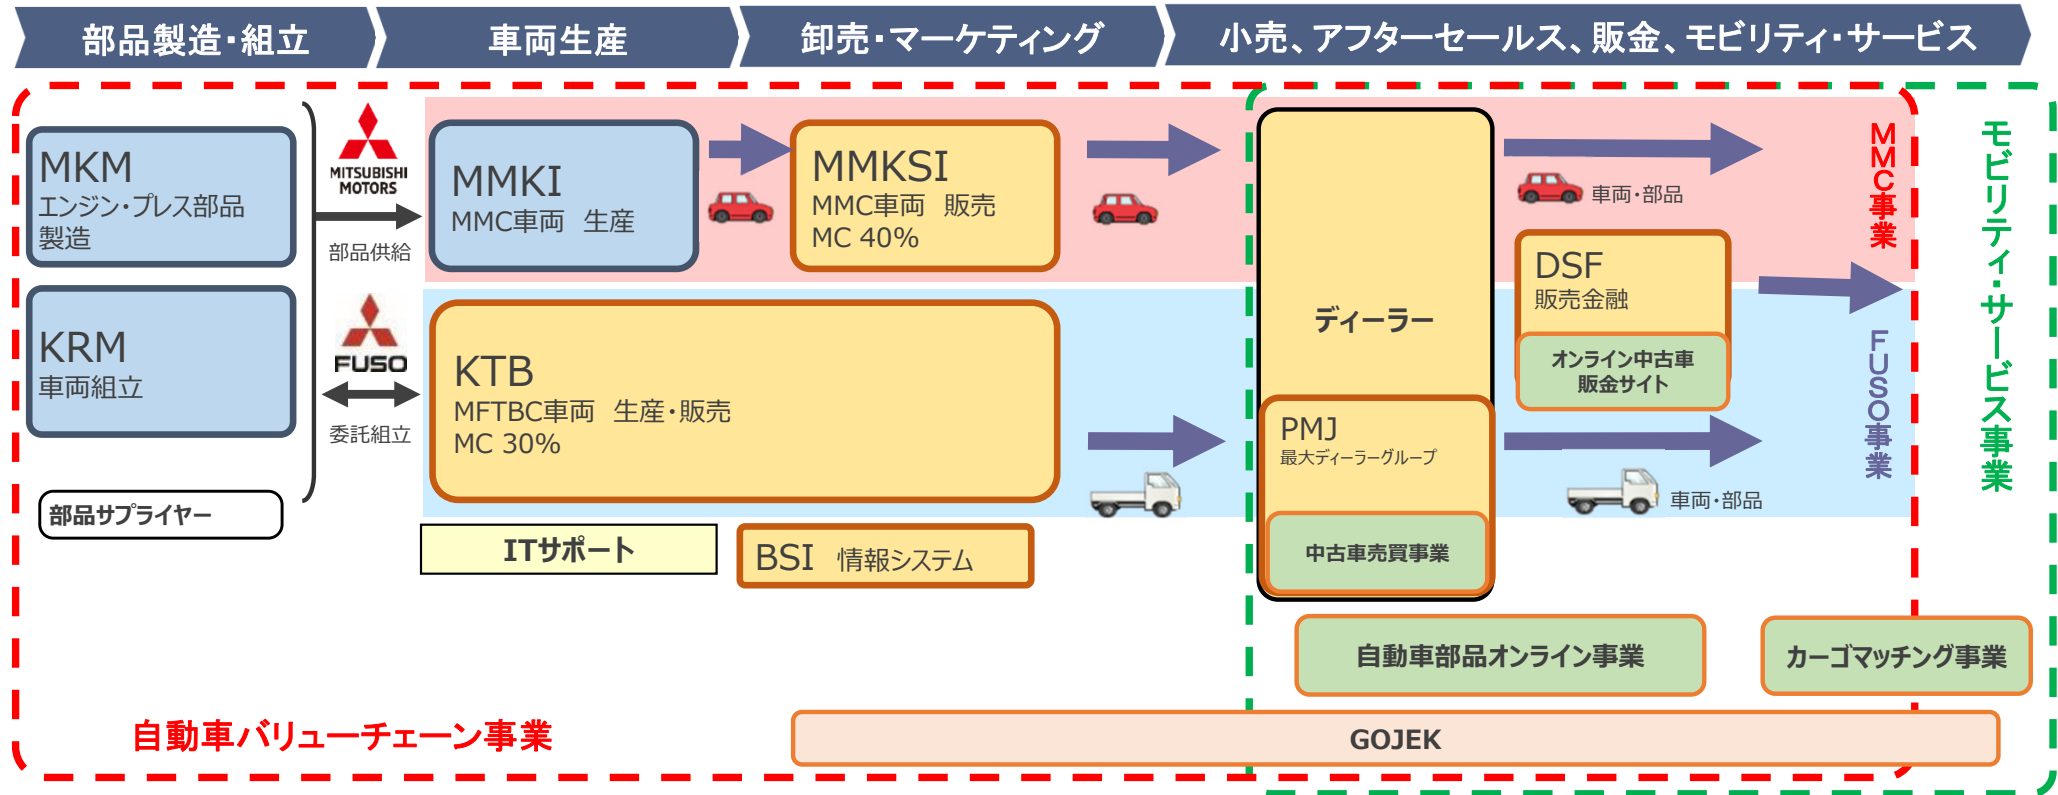 部品製造・組立
車両生産
卸売・マーケティング
小売、アフターセールス、販金、モビリティ・サービス
MKM
エンジン・プレス部品
製造
KRM
車両組立
部品サプライヤー
MITSUBISHI
MOTORS
部品供給
FUSO
委託組立
MMKI
MMC車両 生産
MMKSI
MMC車両 販売
MC 40%
KTB
MFTBC車両 生産・販売
MC 30%
ITサポート
BSI 情報システム
ディーラー
PMJ
最大ディーラーグループ
中古車売買事業
車両・部品
DSF
販売金融
オンライン中古車
販金サイト
車両・部品
MMC事業
FUSO事業
モビリティ・サービス事業
自動車部品オンライン事業
カーゴマッチング事業
自動車バリューチェーン事業
GOJEK